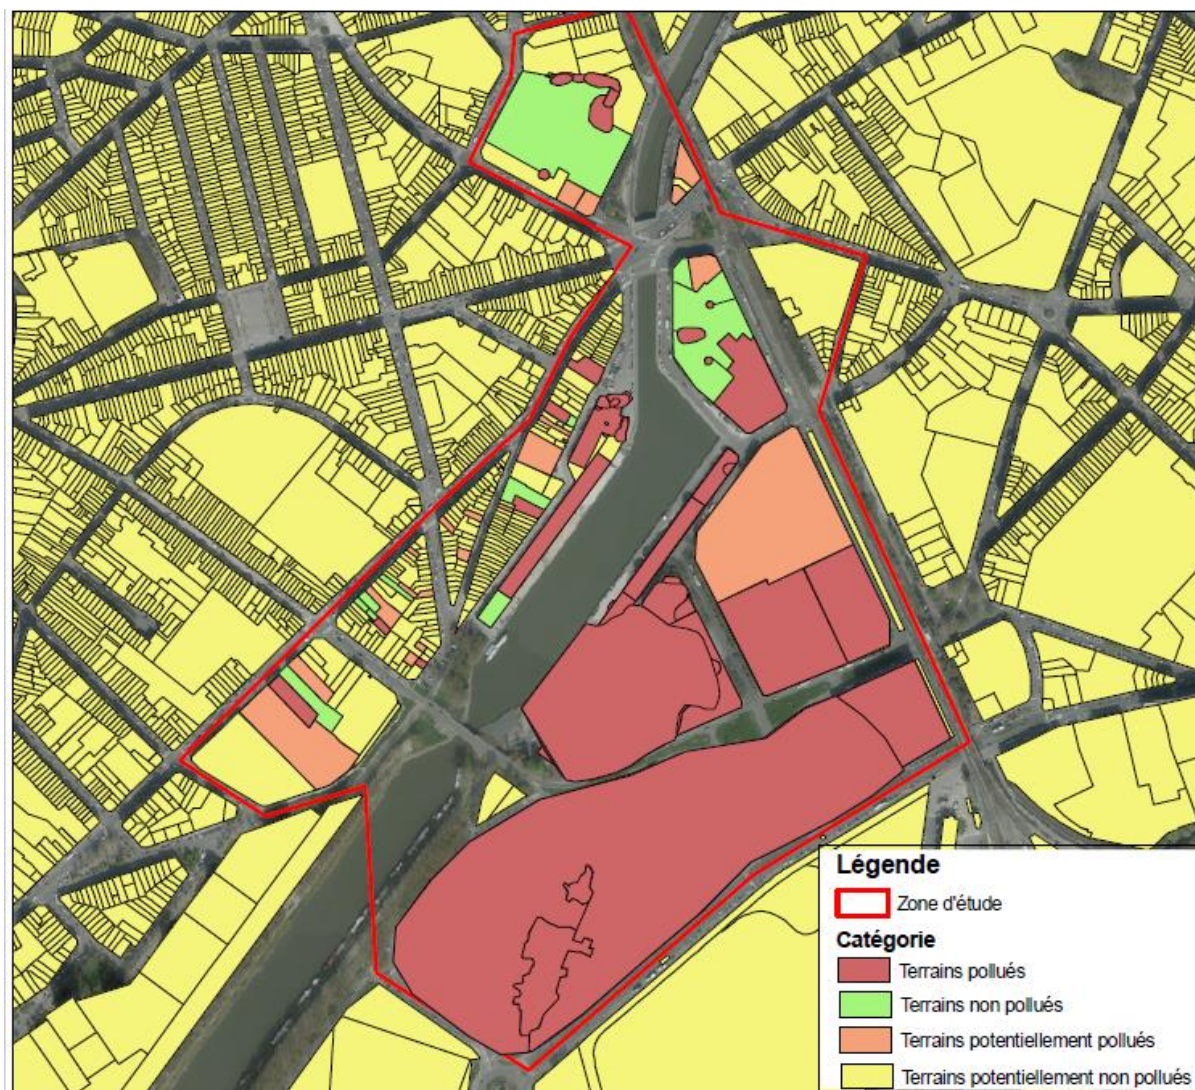 Légende
Zone d'étude
Catégorie
Terrains pollués
Terrains non pollués
Terrains potentiellement pollués
Terrains potentiellement non pollués